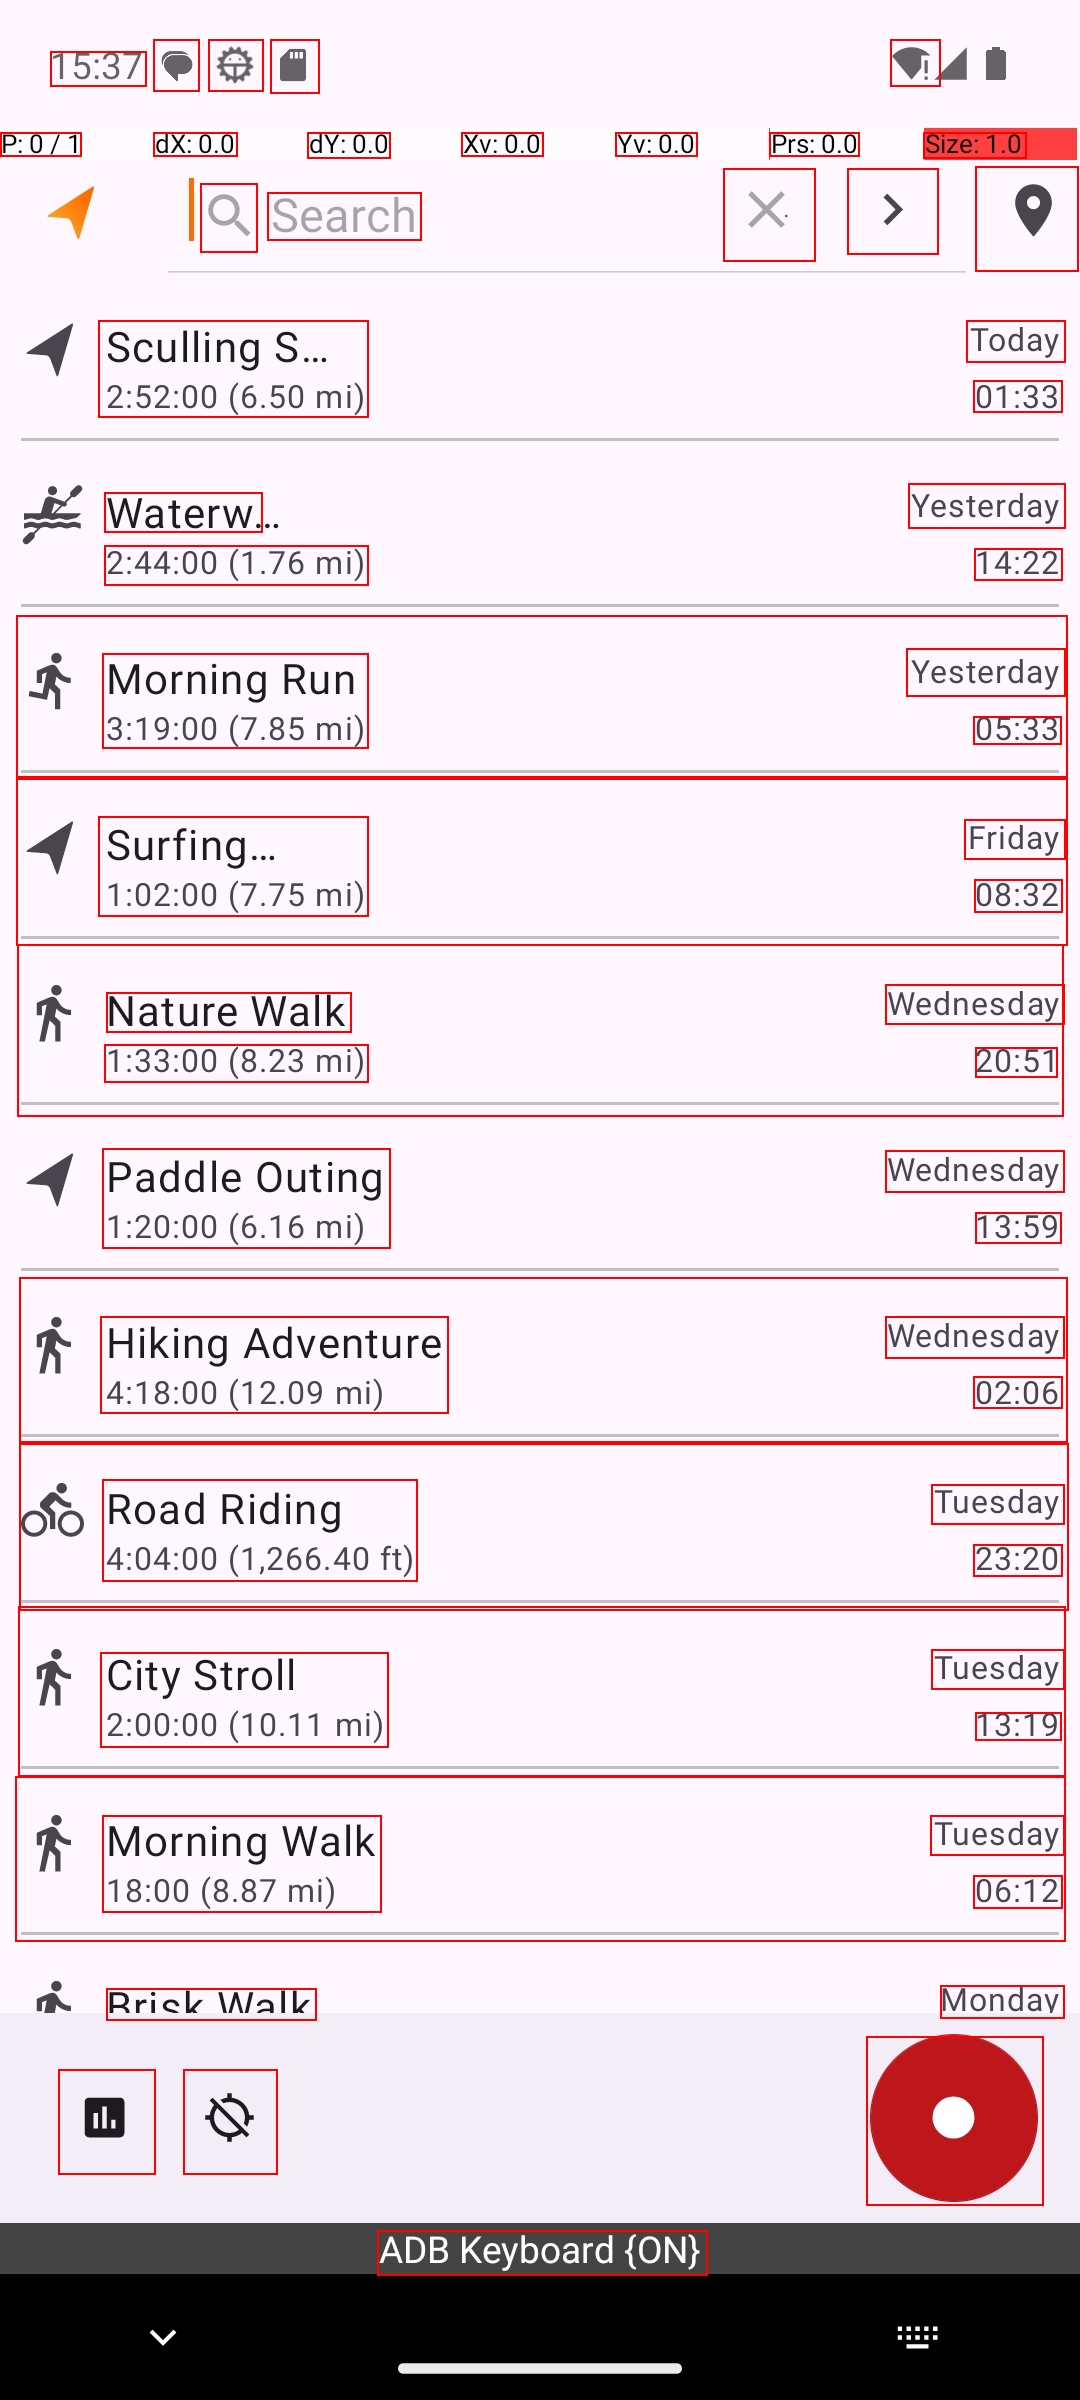 15:37
P: 0 / 1 dX: 0.0 dY: 0.0 Xv: 0.0 Yv: 0.0 Prs: 0.0 Size: 1.0
Search
Sculling S... Today
2:52:00 (6.50 mi) 01:33
Waterw... Yesterday
2:44:00 (1.76 mi) 14:22
Morning Run Yesterday
3:19:00 (7.85 mi) 05:33
Surfing... Friday
1:02:00 (7.75 mi) 08:32
Nature Walk Wednesday
1:33:00 (8.23 mi) 20:51
Paddle Outing Wednesday
1:20:00 (6.16 mi) 13:59
Hiking Adventure Wednesday
4:18:00 (12.09 mi) 02:06
Road Riding Tuesday
4:04:00 (1,266.40 ft) 23:20
City Stroll Tuesday
2:00:00 (10.11 mi) 13:19
Morning Walk Tuesday
18:00 (8.87 mi) 06:12
Brisk Walk Monday
ADB Keyboard {ON}